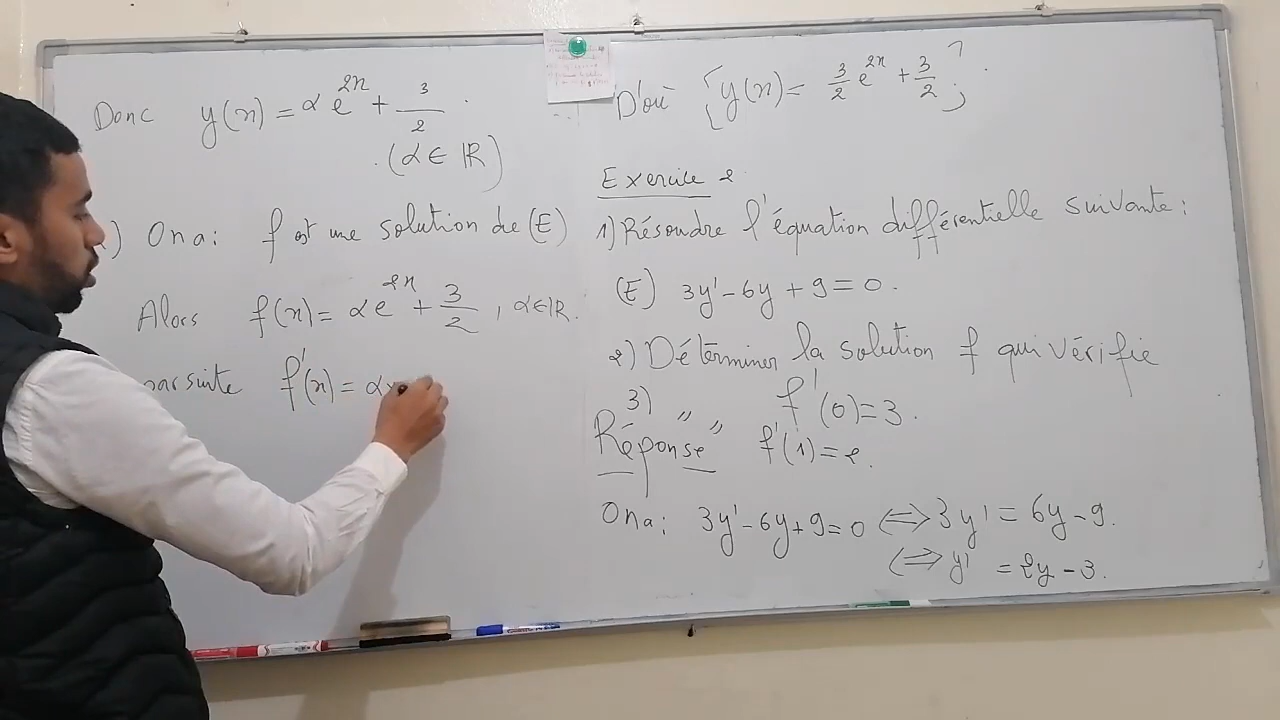 Donc y(x) = α e^{2x} + 3/2 .
. (α ∈ ℝ)
) On a : f est une solution de (E)
Alors f(x) = α e^{2x} + 3/2 , α ∈ ℝ.
par suite f'(x) = α
D'où { y(x) = 3/2 e^{2x} + 3/2 ; } .
Exercice 2
1) Résoudre l'équation différentielle suivante :
(E) 3y' - 6y + 9 = 0 .
2) Déterminer la solution f qui vérifie
f'(0) = 3 .
3) " "
f'(1) = 2 .
Réponse
On a : 3y' - 6y + 9 = 0 ⟺ 3y' = 6y - 9 .
⟺ y' = 2y - 3 .